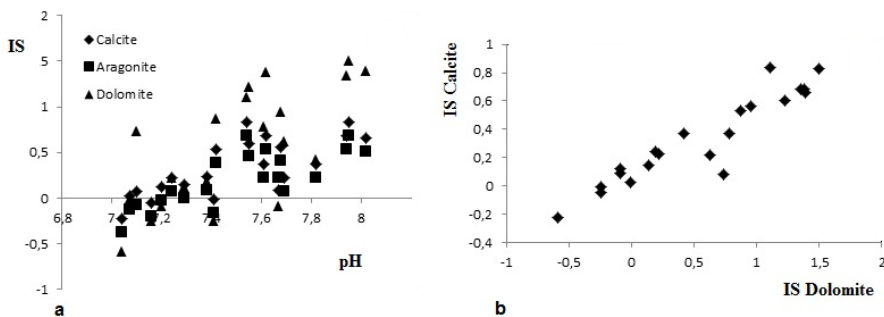 IS
2
5
1
0,5
0
-0,5
-1
6,8 7 7,2 7,4 7,6 7,8 8
Calcite
Aragonite
Dolomite
pH
a
IS Calcite
1
0,8
0,6
0,4
0,2
0
-0,2
-0,4
-1 -0,5 0 0,5 1 1,5 2
IS Dolomite
b